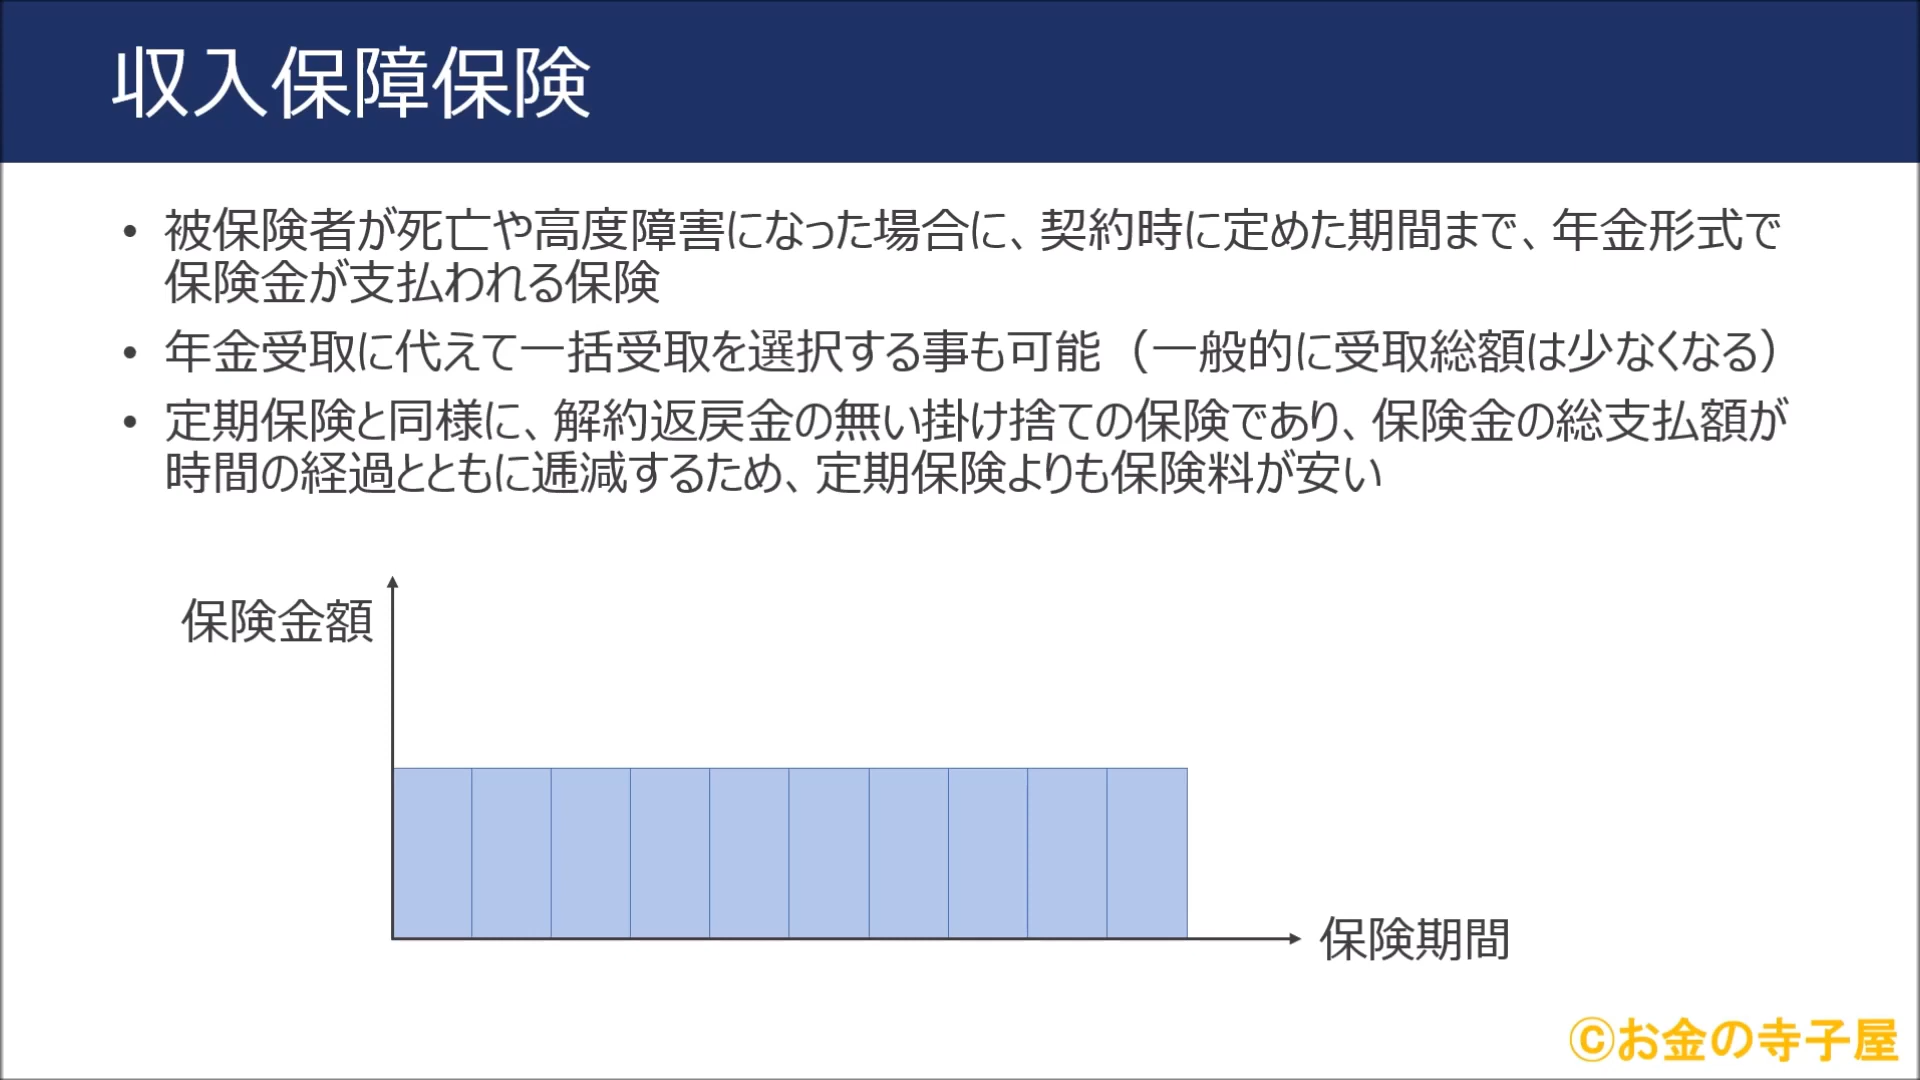 収入保障保険
• 被保険者が死亡や高度障害になった場合に、契約時に定めた期間まで、年金形式で
保険金が支払われる保険
• 年金受取に代えて一括受取を選択する事も可能（一般的に受取総額は少なくなる）
• 定期保険と同様に、解約返戻金の無い掛け捨ての保険であり、保険金の総支払額が
時間の経過とともに逓減するため、定期保険よりも保険料が安い
保険金額
保険期間
©お金の寺子屋